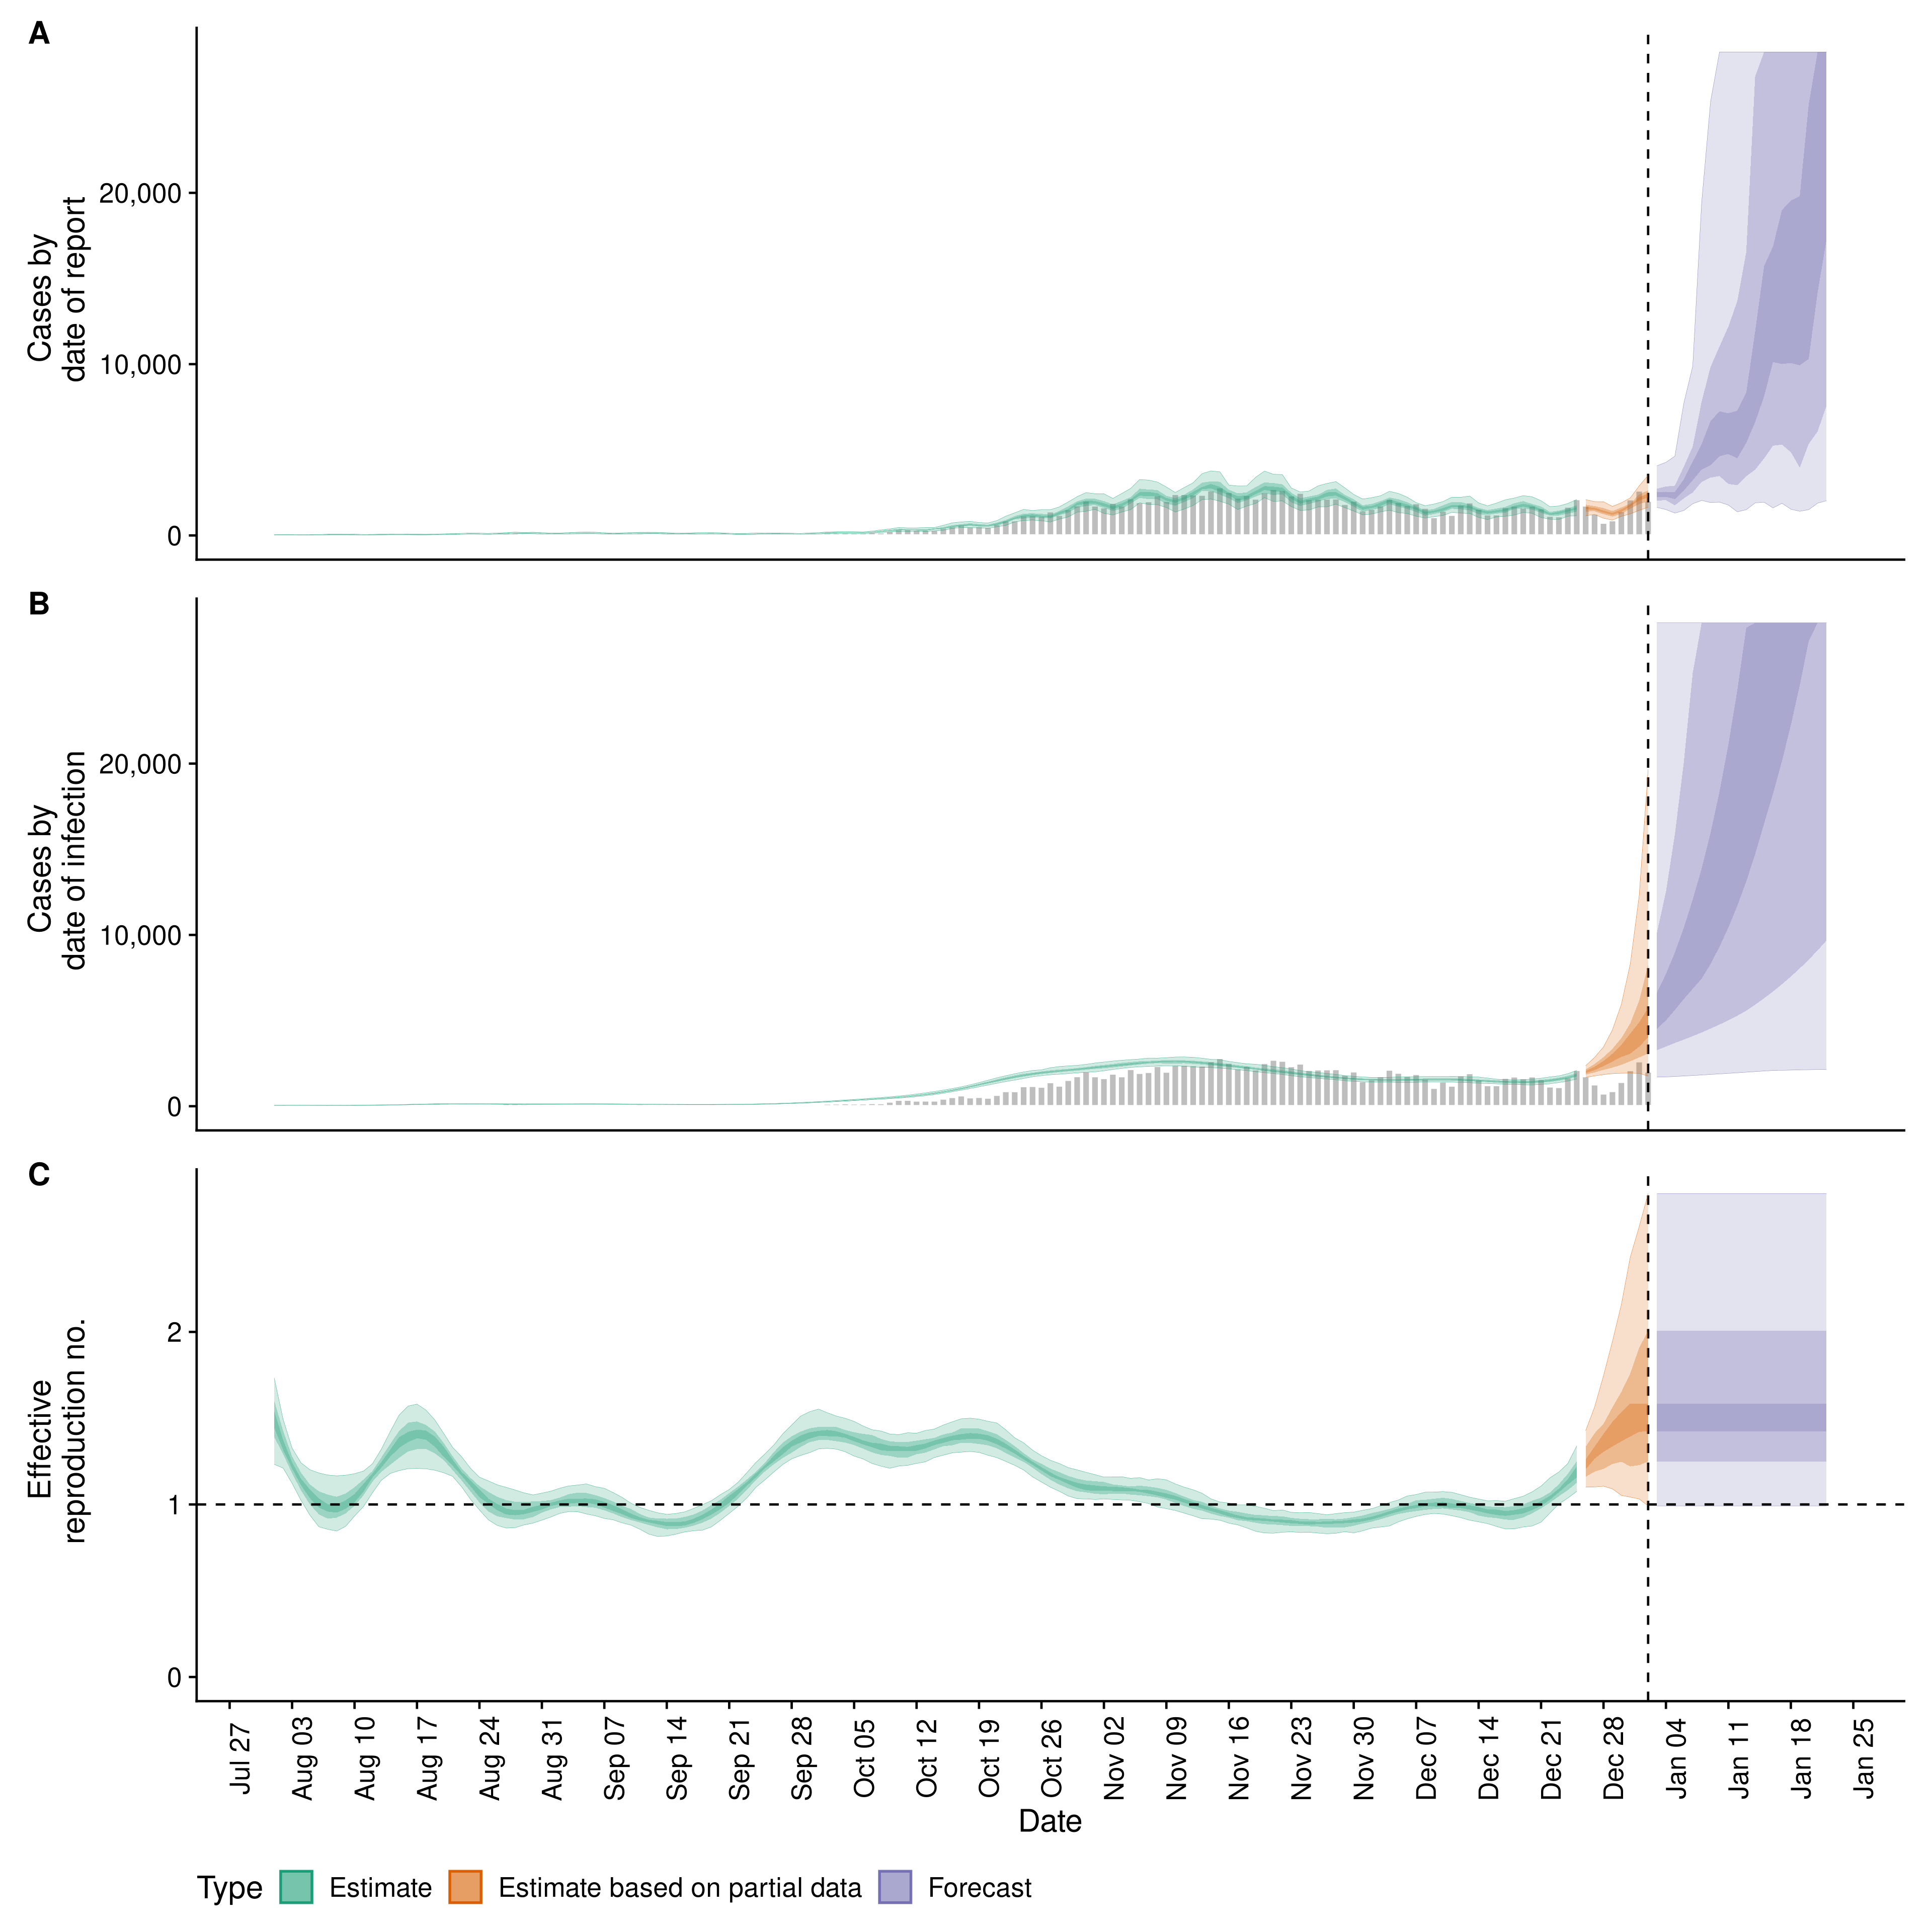 A
Cases by
date of report
20,000
10,000
0
B
Cases by
date of infection
20,000
10,000
0
C
Effective
reproduction no.
2
1
0
Jul 27
Aug 03
Aug 10
Aug 17
Aug 24
Aug 31
Sep 07
Sep 14
Sep 21
Sep 28
Oct 05
Oct 12
Oct 19
Oct 26
Nov 02
Nov 09
Nov 16
Nov 23
Nov 30
Dec 07
Dec 14
Dec 21
Dec 28
Jan 04
Jan 11
Jan 18
Jan 25
Date
Type Estimate Estimate based on partial data Forecast